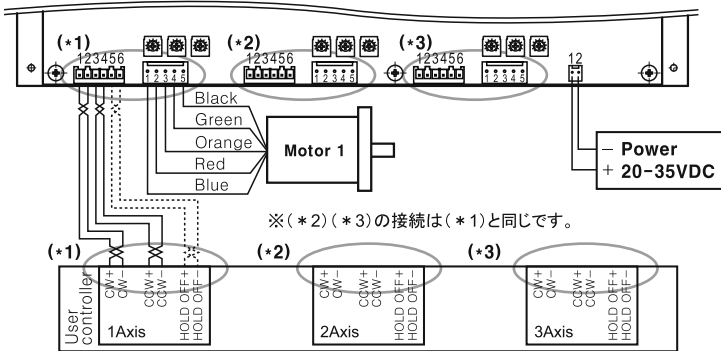 (*1)
123456
12345
(*2)
123456
12345
(*3)
123456
12345
12
Black
Green
Orange
Red
Blue
Motor 1
− Power
+ 20-35VDC
※(*2)(*3)の接続は(*1)と同じです。
(*1)
(*2)
(*3)
User controller
CW+
CW−
CCW+
CCW−
HOLD OFF+
HOLD OFF−
1Axis
CW+
CW−
CCW+
CCW−
HOLD OFF+
HOLD OFF−
2Axis
CW+
CW−
CCW+
CCW−
HOLD OFF+
HOLD OFF−
3Axis